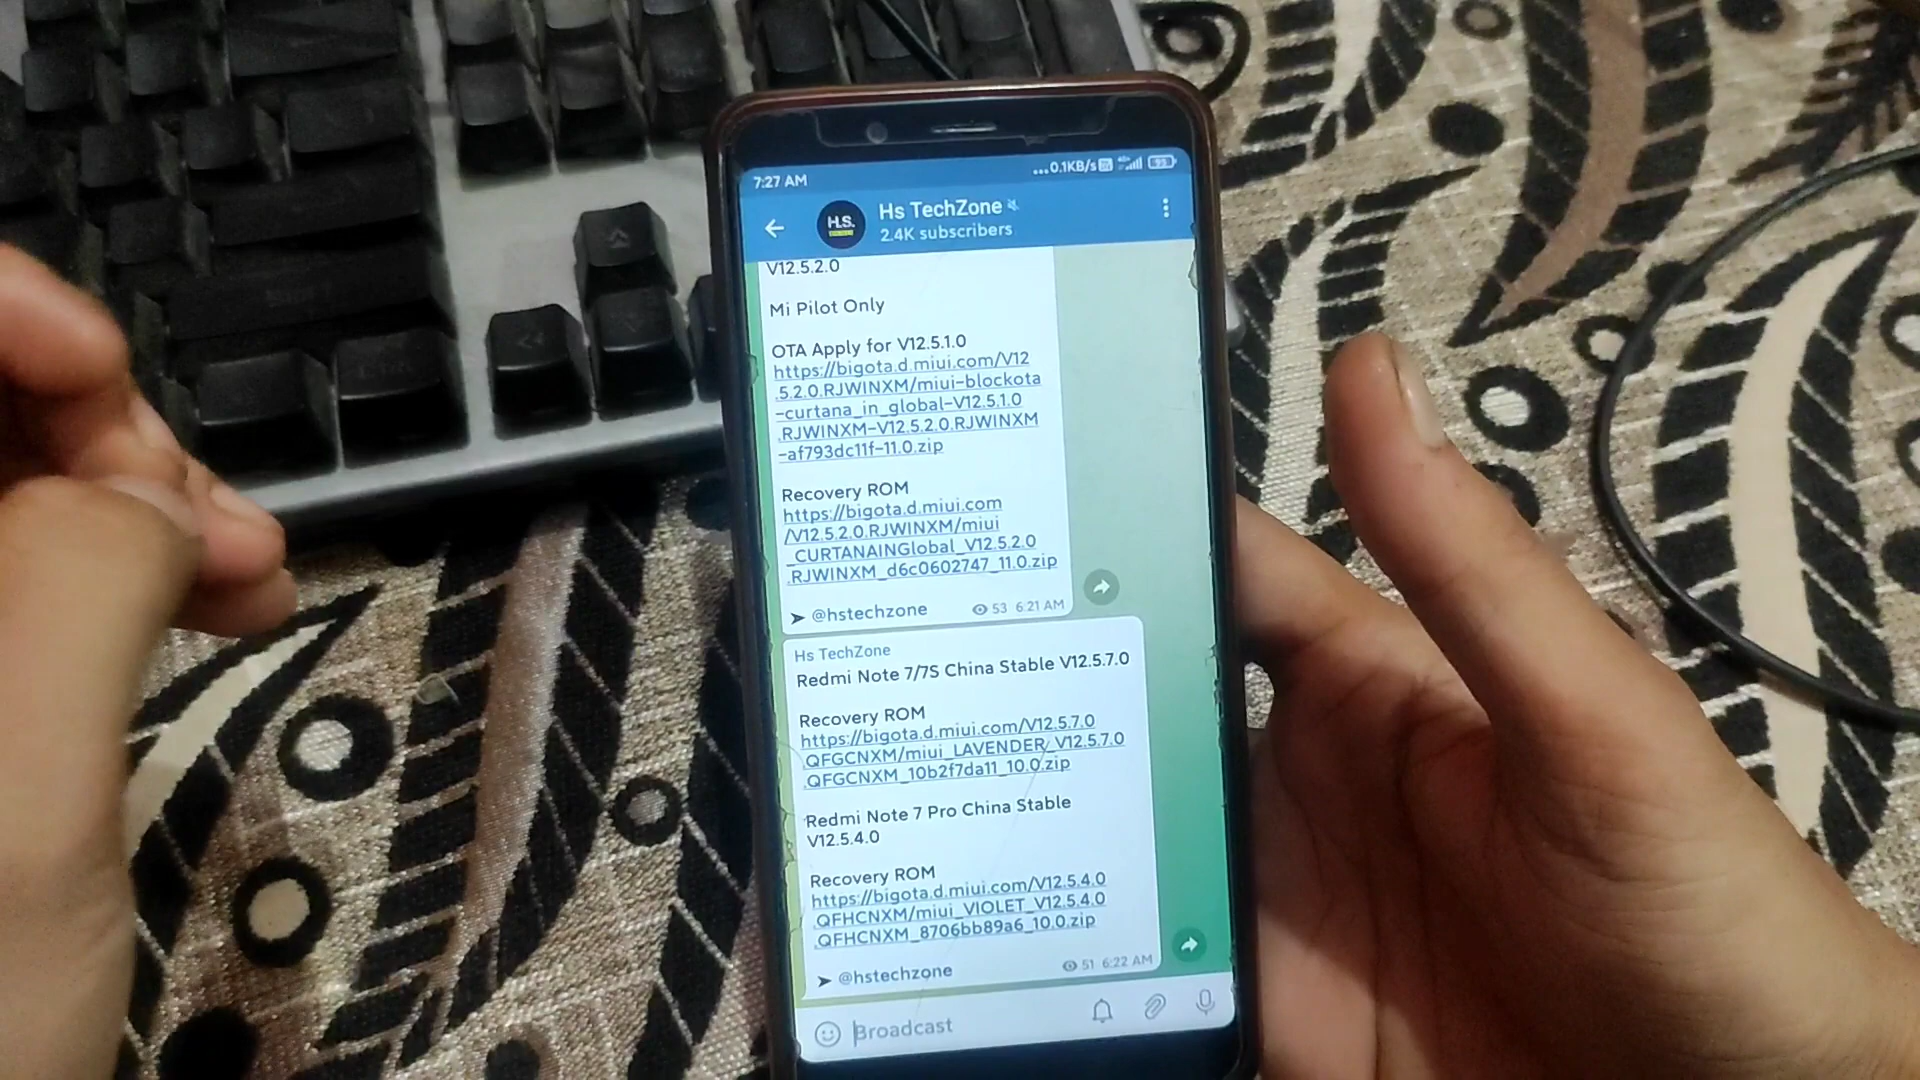 7:27 AM
...0.1KB/s
95
H.S.
Hs TechZone
2.4K subscribers
V12.5.2.0
Mi Pilot Only
OTA Apply for V12.5.1.0
https://bigota.d.miui.com/V12
.5.2.0.RJWINXM/miui-blockota
-curtana_in_global-V12.5.1.0
.RJWINXM-V12.5.2.0.RJWINXM
-af793dc11f-11.0.zip
Recovery ROM
https://bigota.d.miui.com
/V12.5.2.0.RJWINXM/miui
_CURTANAINGlobal_V12.5.2.0
.RJWINXM_d6c0602747_11.0.zip
@hstechzone
53 6:21 AM
Hs TechZone
Redmi Note 7/7S China Stable V12.5.7.0
Recovery ROM
https://bigota.d.miui.com/V12.5.7.0
.QFGCNXM/miui_LAVENDER_V12.5.7.0
.QFGCNXM_10b2f7da11_10.0.zip
Redmi Note 7 Pro China Stable
V12.5.4.0
Recovery ROM
https://bigota.d.miui.com/V12.5.4.0
.QFHCNXM/miui_VIOLET_V12.5.4.0
.QFHCNXM_8706bb89a6_10.0.zip
@hstechzone
51 6:22 AM
Broadcast